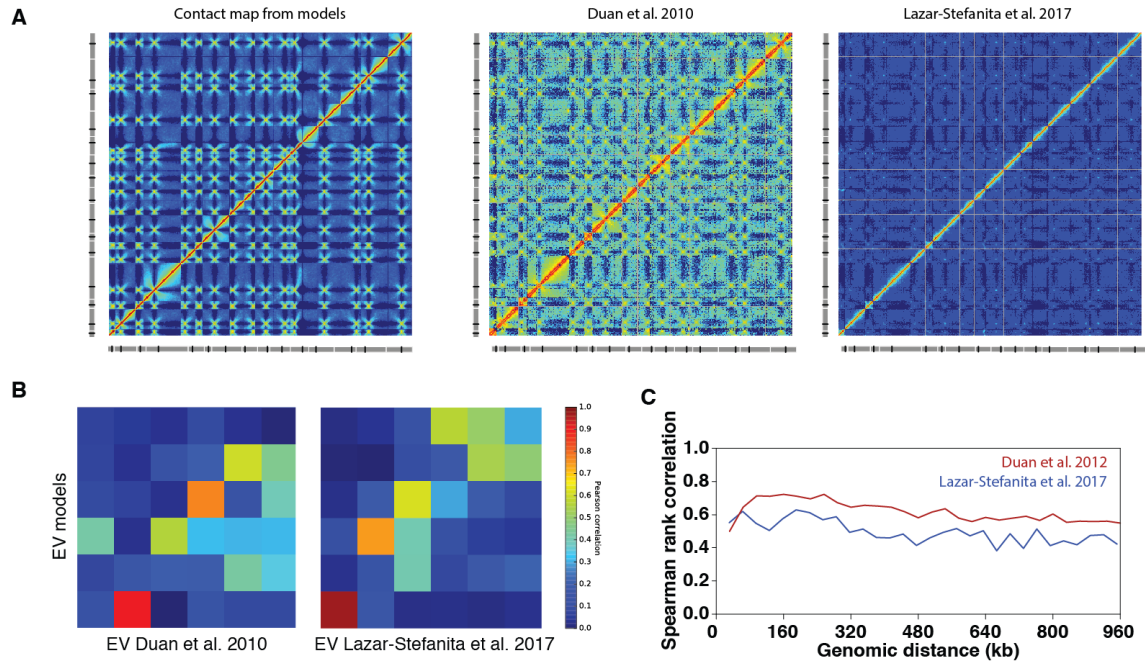 A
Contact map from models
Duan et al. 2010
Lazar-Stefanita et al. 2017
B
EV models
EV Duan et al. 2010
EV Lazar-Stefanita et al. 2017
1.0
0.9
0.8
0.7
0.6
0.5
0.4
0.3
0.2
0.1
0.0
Pearson correlation
C
Spearman rank correlation
1.0
0.8
0.6
0.4
0.2
0.0
Duan et al. 2012
Lazar-Stefanita et al. 2017
0 160 320 480 640 800 960
Genomic distance (kb)